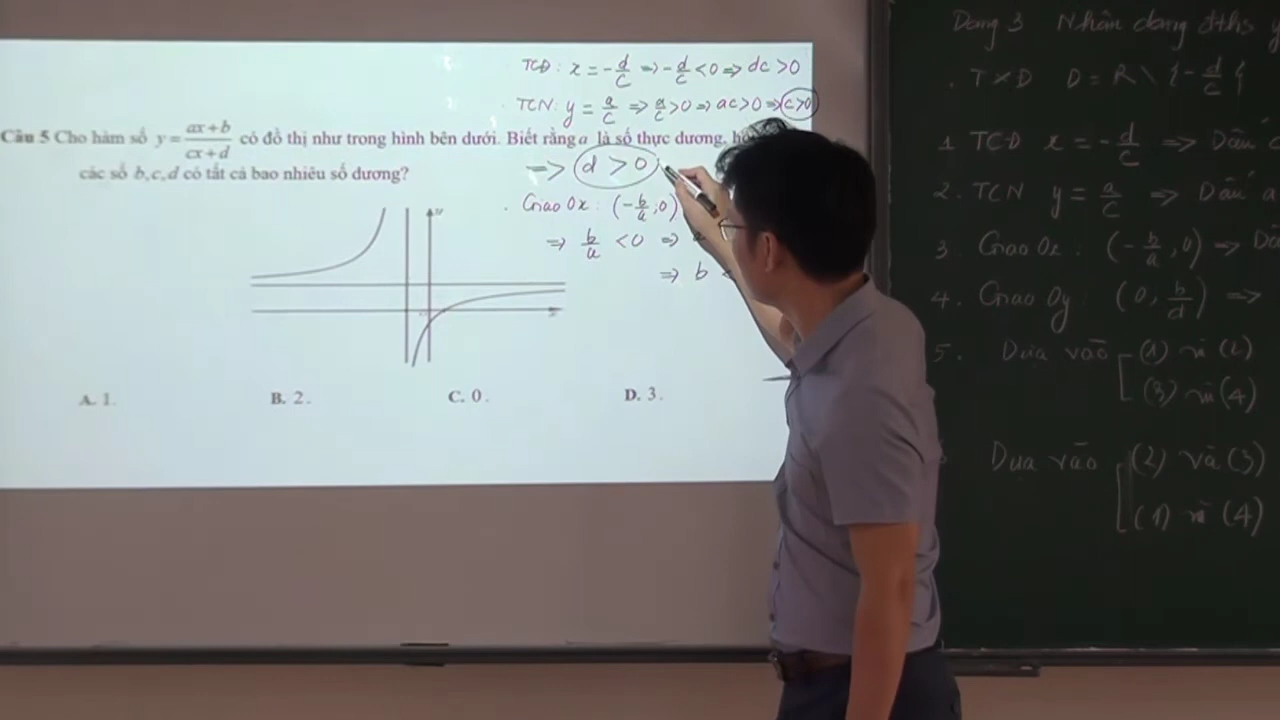 TCĐ : x = -d/c => -d/c < 0 => dc > 0
TCN : y = a/c => a/c > 0 => ac > 0 => c > 0
Câu 5 Cho hàm số y = (ax+b)/(cx+d) có đồ thị như trong hình bên dưới. Biết rằng a là số thực dương,
các số b,c,d có tất cả bao nhiêu số dương?
=> d > 0
Giao Ox : (-b/a, 0)
=> b/a < 0 =>
=> b <
A. 1.
B. 2.
C. 0.
D. 3.
Dạng 3 Nhận dạng đths
. TXĐ D = R \ {-d/c}
1 TCĐ x = -d/c => Dấu
2. TCN y = a/c => Dấu a
3. Giao Ox : (-b/a, 0) =>
4. Giao Oy : (0, b/d) =>
5. Dựa vào (1) và (2)
(3) và (4)
Dựa vào (2) và (3)
(1) và (4)